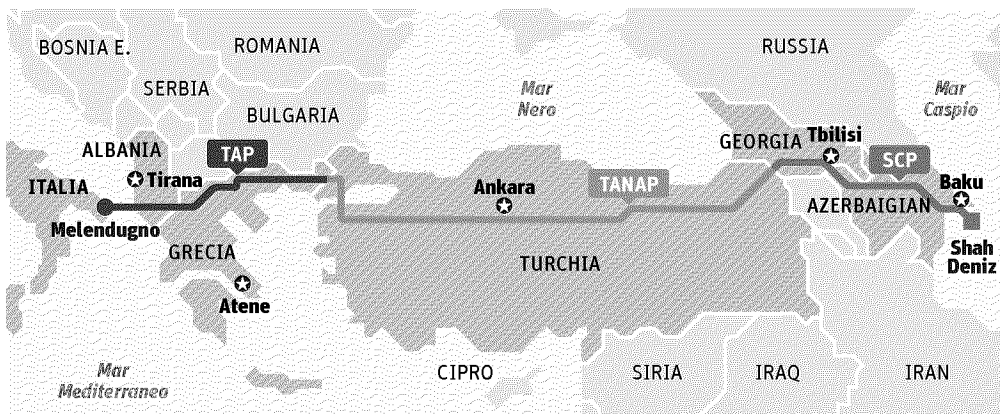 BOSNIA E.
ROMANIA
RUSSIA
SERBIA
Mar
Nero
Mar
Caspio
BULGARIA
ALBANIA
TAP
GEORGIA
Tbilisi
SCP
ITALIA
Tirana
Ankara
TANAP
Baku
Melendugno
AZERBAIGIAN
GRECIA
TURCHIA
Shah
Deniz
Atene
Mar
Mediterraneo
CIPRO
SIRIA
IRAQ
IRAN